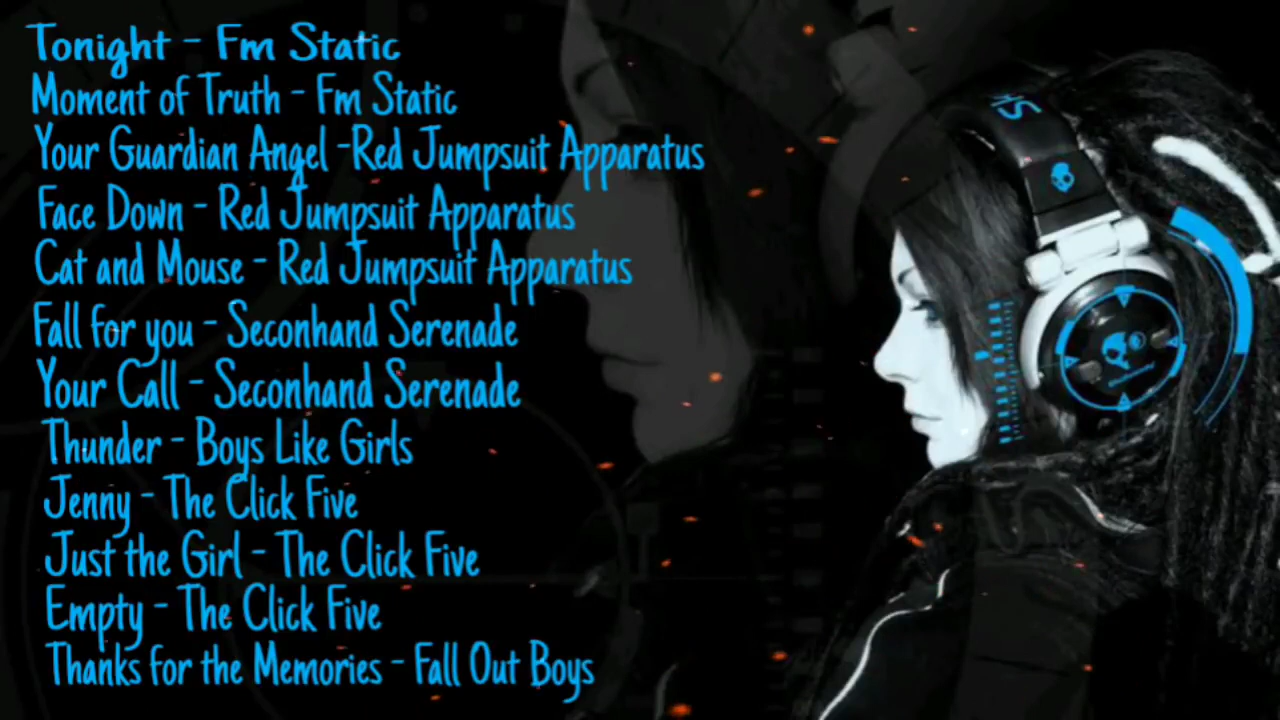 Tonight - Fm Static
Moment of Truth - Fm Static
Your Guardian Angel -Red Jumpsuit Apparatus
Face Down - Red Jumpsuit Apparatus
Cat and Mouse - Red Jumpsuit Apparatus
Fall for you - Seconhand Serenade
Your Call - Seconhand Serenade
Thunder - Boys Like Girls
Jenny - The Click Five
Just the Girl - The Click Five
Empty - The Click Five
Thanks for the Memories - Fall Out Boys